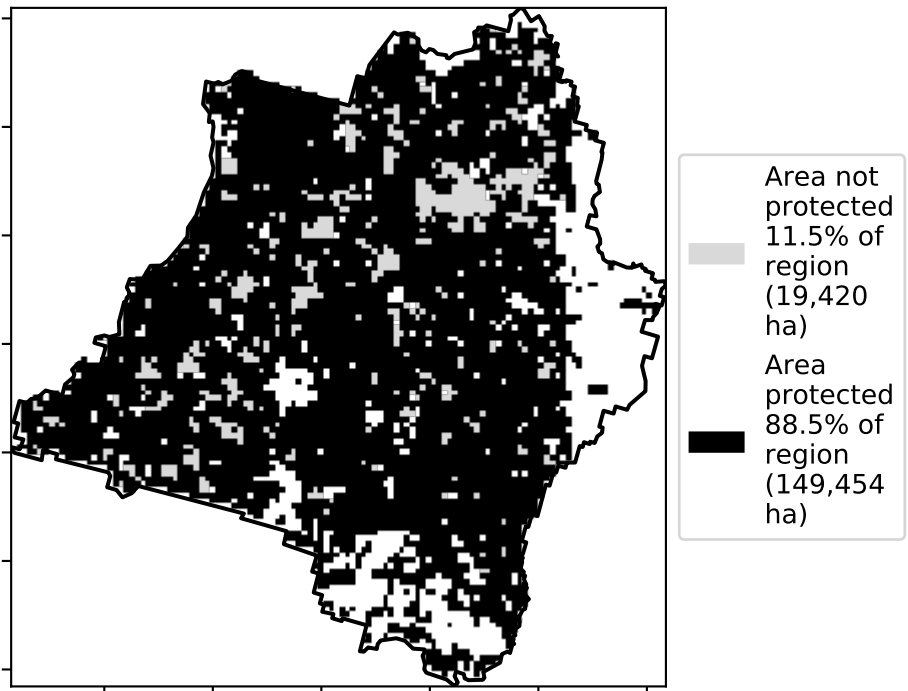 Area not
protected
11.5% of
region
(19,420
ha)
Area
protected
88.5% of
region
(149,454
ha)